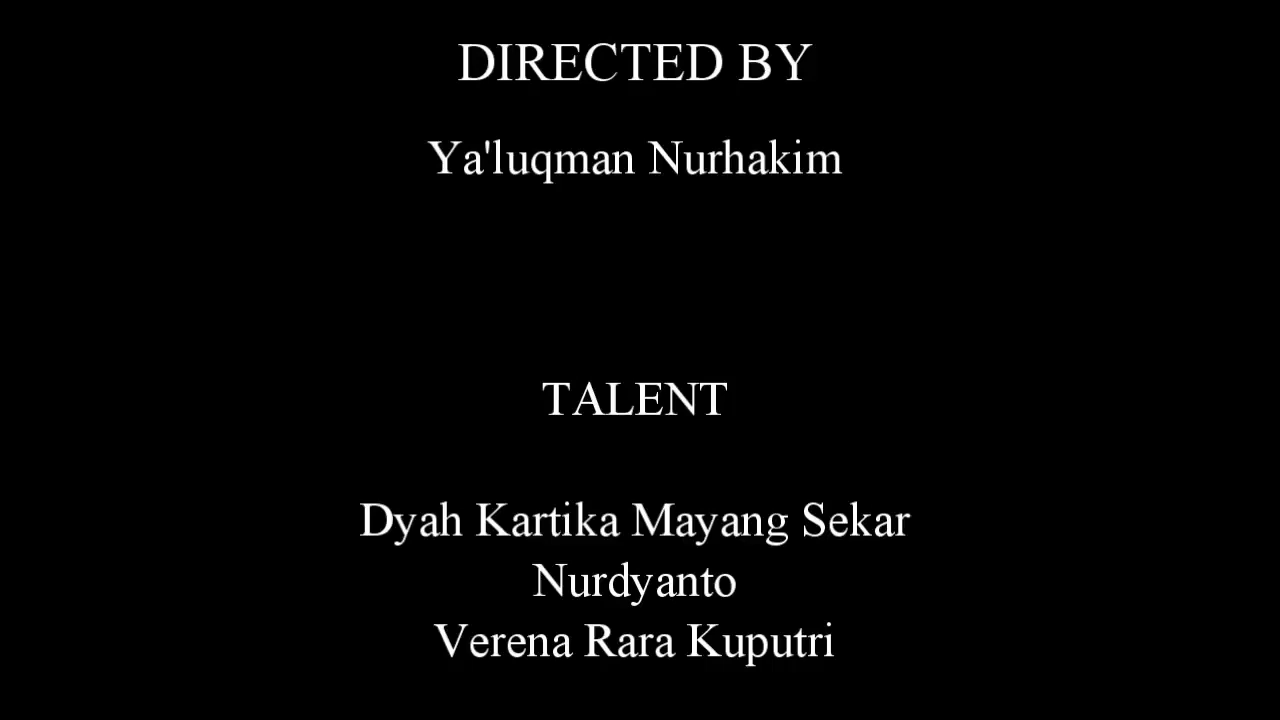 DIRECTED BY
Ya'luqman Nurhakim
TALENT
Dyah Kartika Mayang Sekar
Nurdyanto
Verena Rara Kuputri